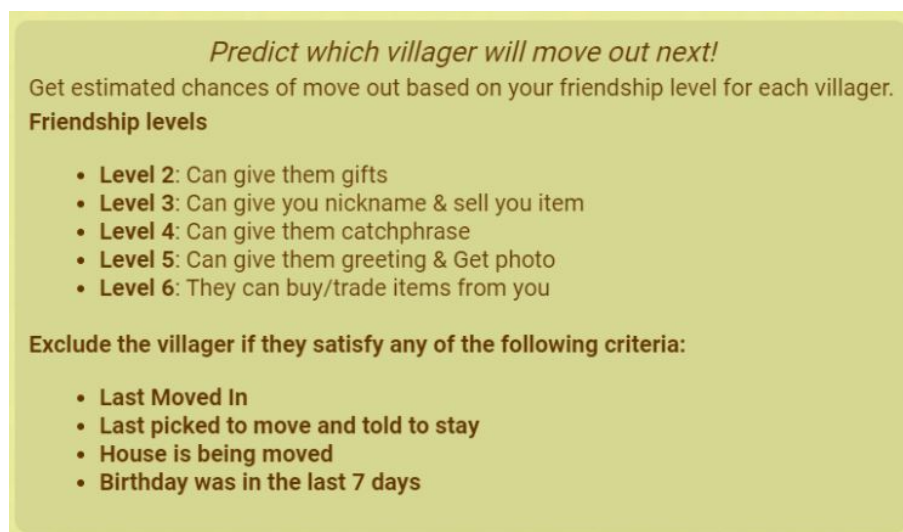 Predict which villager will move out next!
Get estimated chances of move out based on your friendship level for each villager.
Friendship levels
• Level 2: Can give them gifts
• Level 3: Can give you nickname & sell you item
• Level 4: Can give them catchphrase
• Level 5: Can give them greeting & Get photo
• Level 6: They can buy/trade items from you
Exclude the villager if they satisfy any of the following criteria:
• Last Moved In
• Last picked to move and told to stay
• House is being moved
• Birthday was in the last 7 days